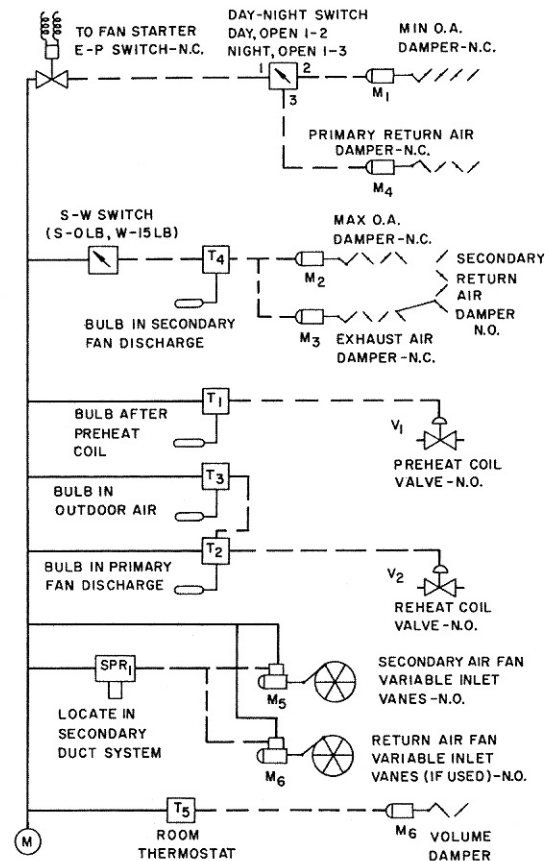 TO FAN STARTER
E-P SWITCH-N.C.
DAY-NIGHT SWITCH
DAY, OPEN 1-2
NIGHT, OPEN 1-3
1
2
3
MIN O.A.
DAMPER-N.C.
M1
PRIMARY RETURN AIR
DAMPER-N.C.
M4
S-W SWITCH
(S-OLB, W-15LB)
T4
BULB IN SECONDARY
FAN DISCHARGE
MAX O.A.
DAMPER-N.C.
M2
M3
EXHAUST AIR
DAMPER-N.C.
SECONDARY
RETURN
AIR
DAMPER
N.O.
T1
BULB AFTER
PREHEAT
COIL
V1
PREHEAT COIL
VALVE-N.O.
T3
BULB IN
OUTDOOR AIR
T2
BULB IN PRIMARY
FAN DISCHARGE
V2
REHEAT COIL
VALVE-N.O.
SPR1
LOCATE IN
SECONDARY
DUCT SYSTEM
M5
SECONDARY AIR FAN
VARIABLE INLET
VANES-N.O.
M6
RETURN AIR FAN
VARIABLE INLET
VANES (IF USED)-N.O.
T5
ROOM
THERMOSTAT
M6
VOLUME
DAMPER
M